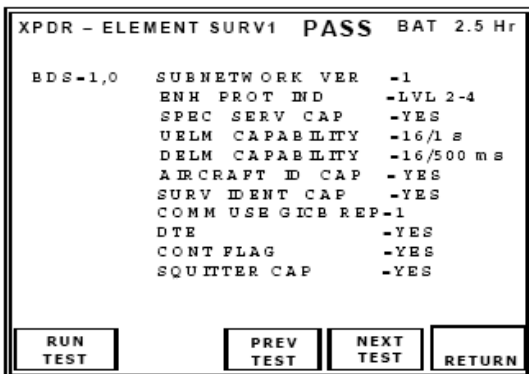 XPDR – ELEMENT SURV1 PASS BAT 2.5 Hr
BDS=1,0 SUBNETWORK VER =1
ENH PROT IND =LVL 2-4
SPEC SERV CAP =YES
UELM CAPABILITY =16/1 s
DELM CAPABILITY =16/500 ms
AIRCRAFT ID CAP = YES
SURV IDENT CAP =YES
COMM USE GICB REP=1
DTE =YES
CONT FLAG =YES
SQUITTER CAP =YES
RUN TEST
PREV TEST
NEXT TEST
RETURN